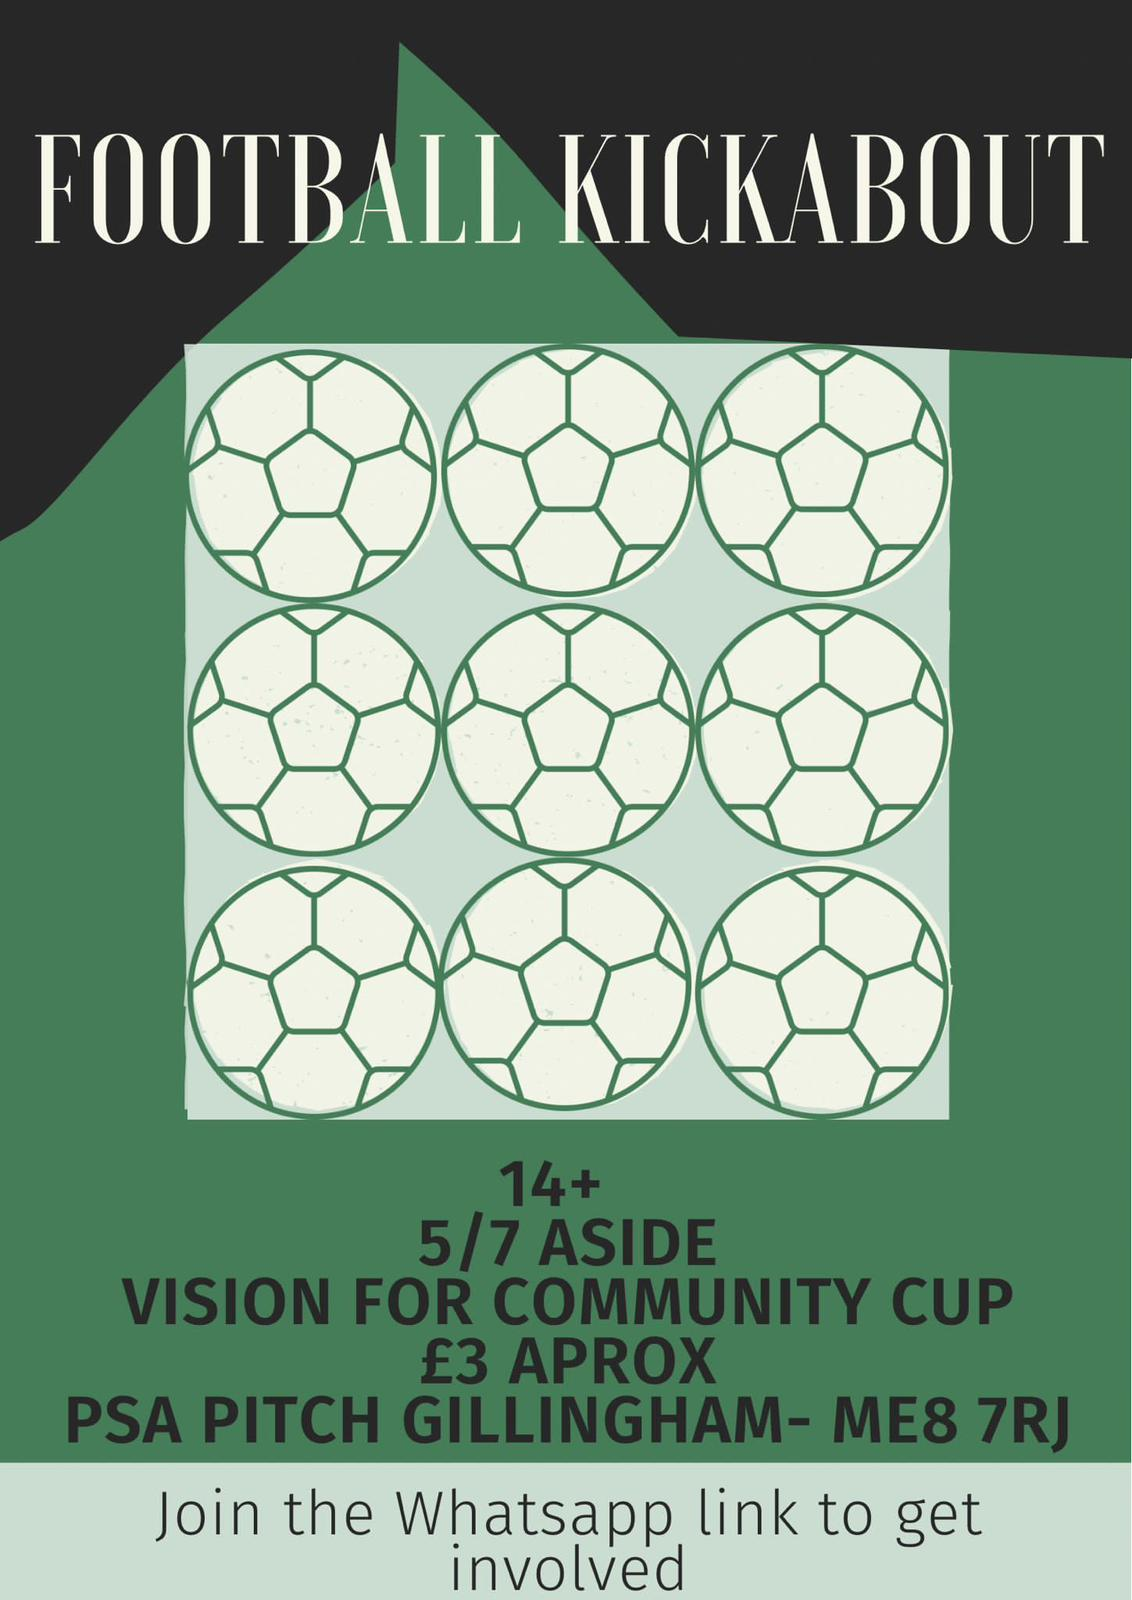 FOOTBALL KICKABOUT
14+
5/7 ASIDE
VISION FOR COMMUNITY CUP
£3 APROX
PSA PITCH GILLINGHAM- ME8 7RJ
Join the Whatsapp link to get
involved